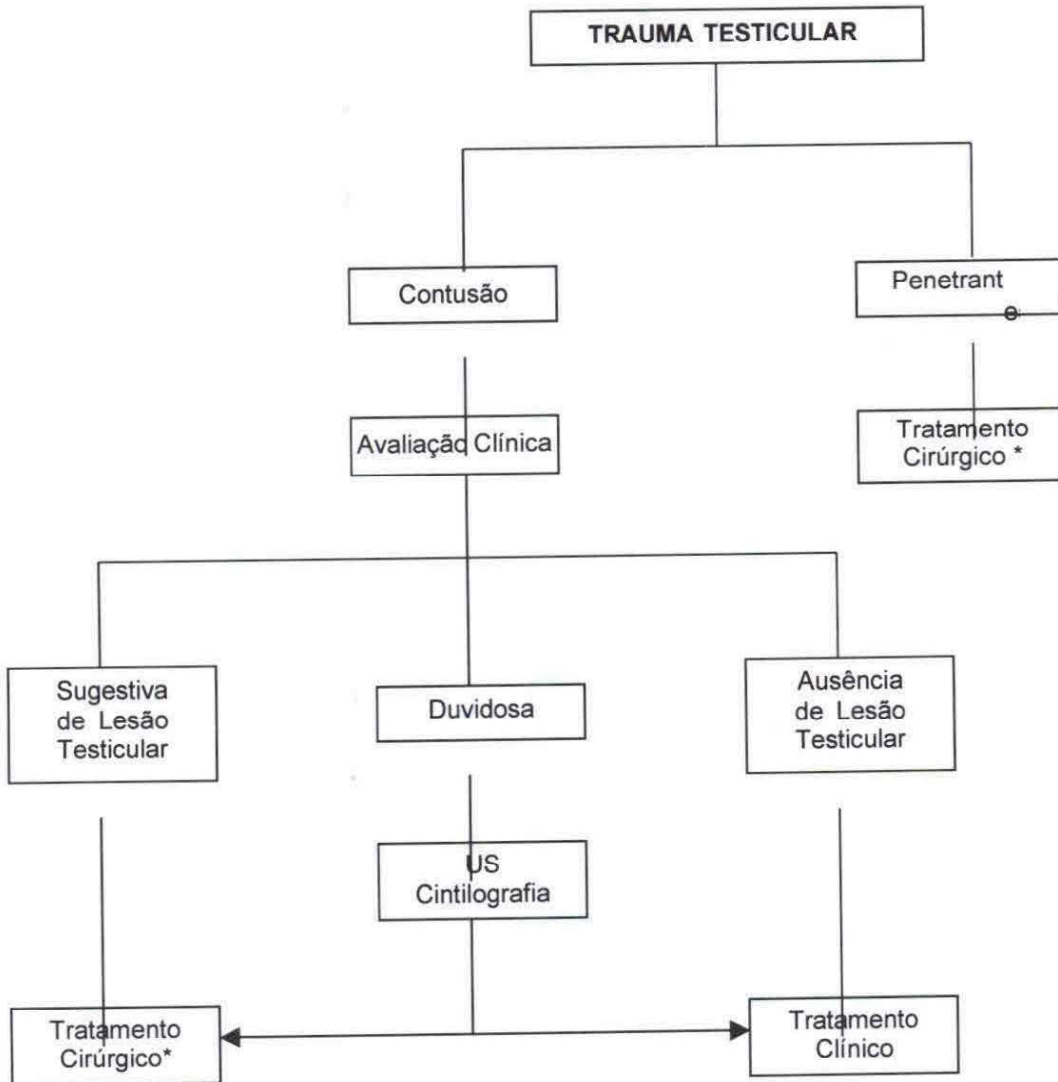 TRAUMA TESTICULAR
Contusão
Penetrant
e
Avaliação Clínica
Tratamento
Cirúrgico *
Sugestiva
de Lesão
Testicular
Duvidosa
Ausência
de Lesão
Testicular
US
Cintilografia
Tratamento
Cirúrgico*
Tratamento
Clínico